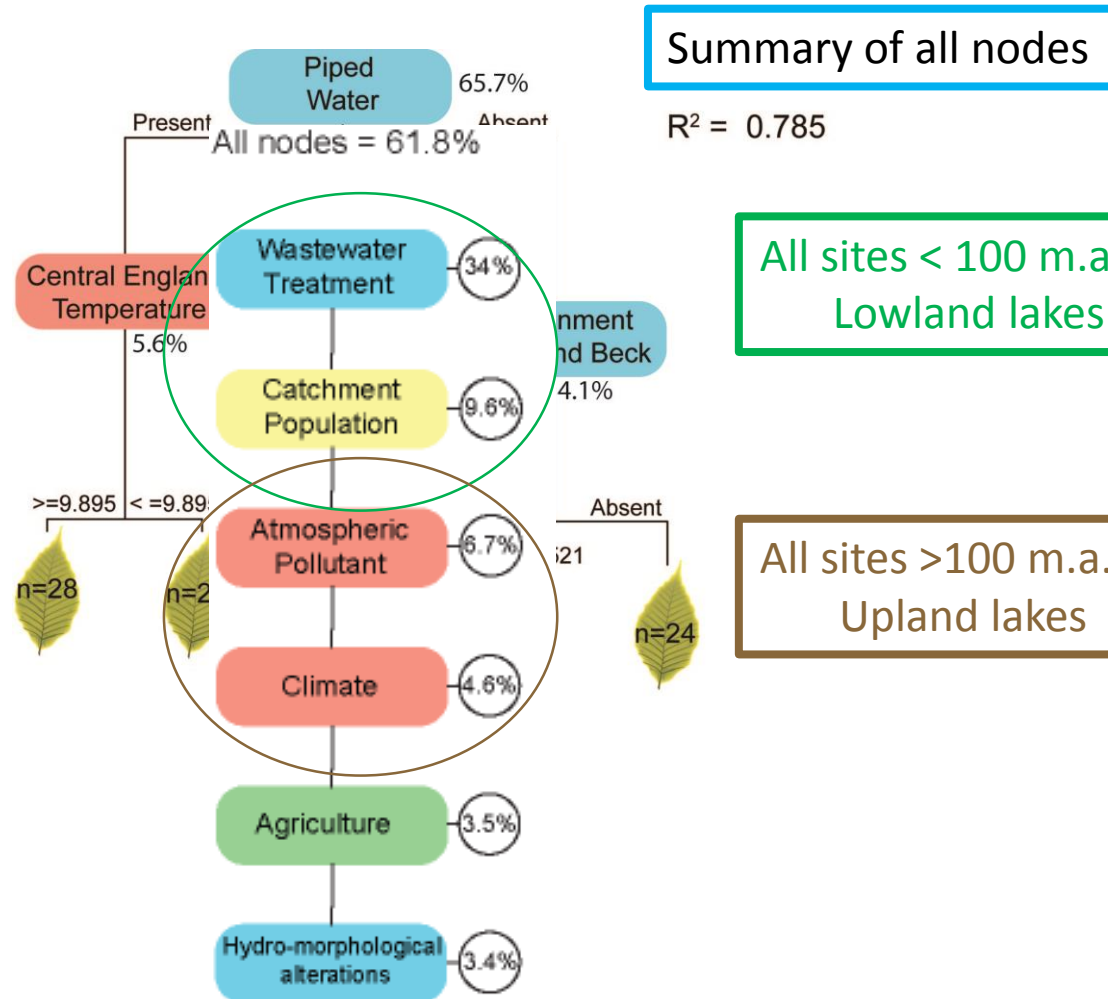 Summary of all nodes
Piped
Water
65.7%
R² = 0.785
Present
Absent
All nodes = 61.8%
Wastewater
Treatment
34%
Central
Temperature
5.6%
All sites < 100
Lowland lakes
and Beck
4.1%
Catchment
Population
9.6%
>=9.895
Absent
Atmospheric
Pollutant
6.7%
All sites >100
Upland lakes
n=28
n=24
Climate
4.6%
Agriculture
3.5%
Hydro-morphological
alterations
3.4%